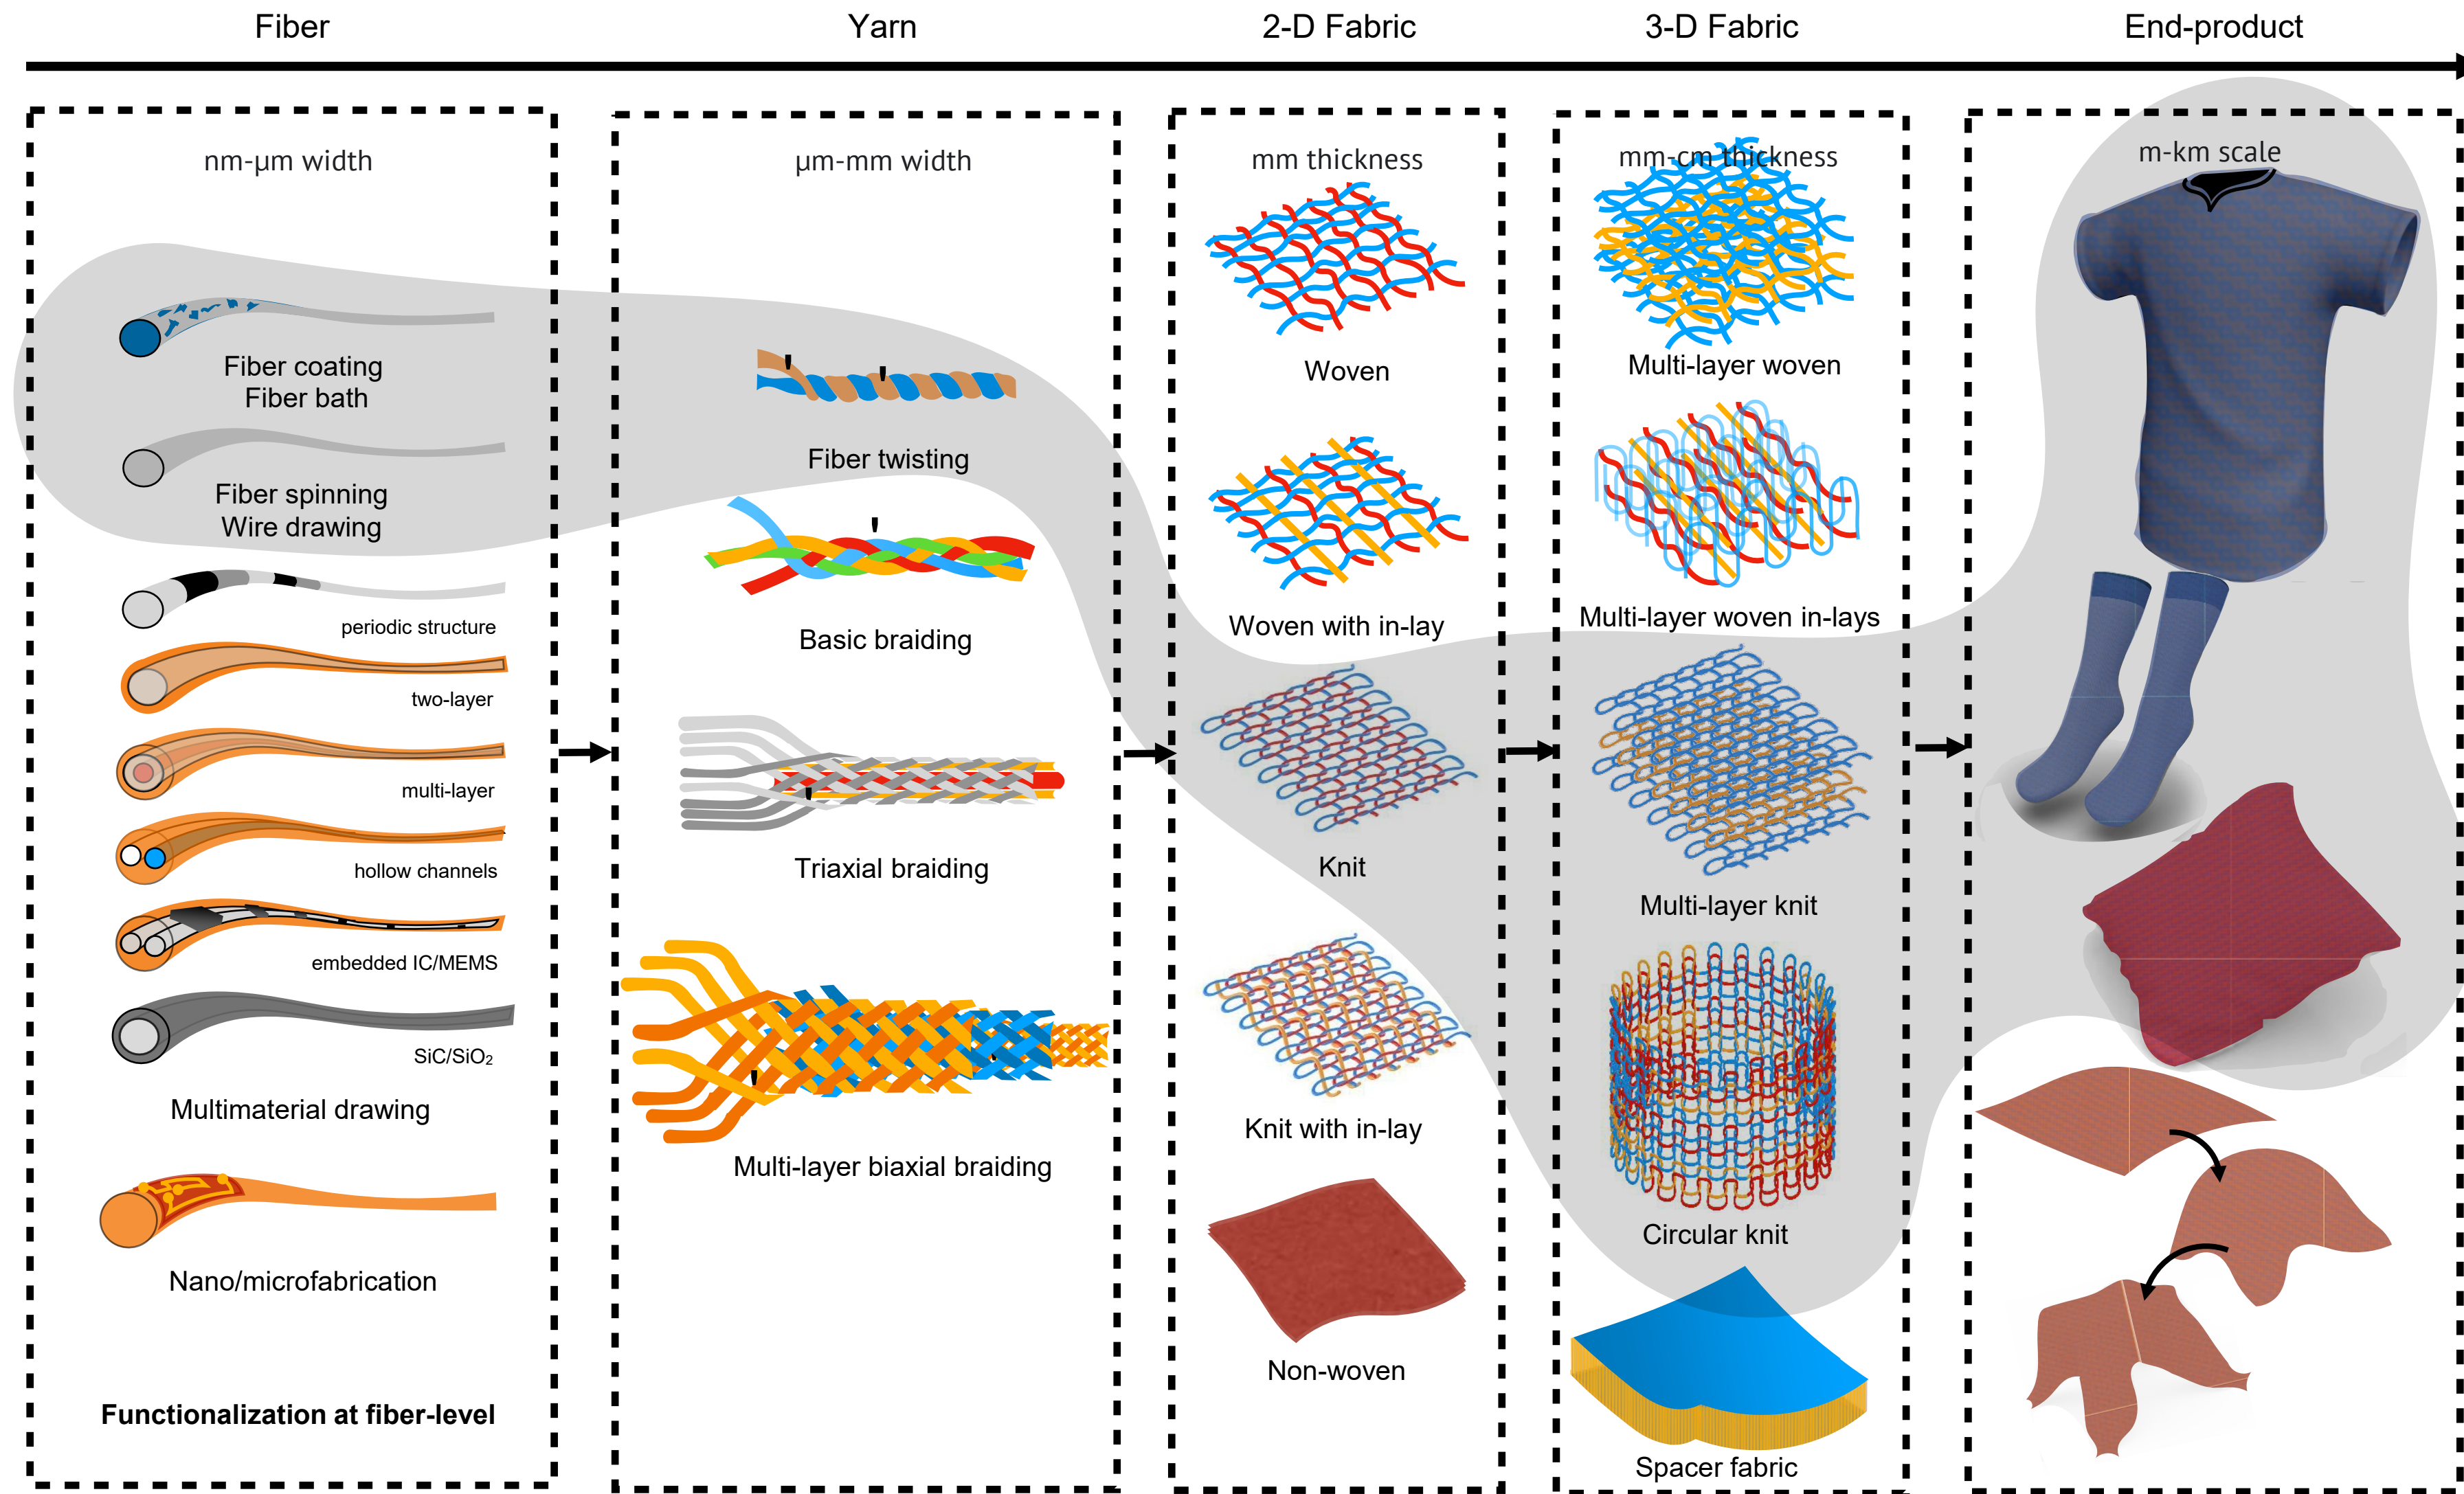 Fiber
Yarn
2-D Fabric
3-D Fabric
End-product
nm-μm width
Fiber coating
Fiber bath
Fiber spinning
Wire drawing
periodic structure
two-layer
multi-layer
hollow channels
embedded IC/MEMS
SiC/SiO₂
Multimaterial drawing
Nano/microfabrication
Functionalization at fiber-level
μm-mm width
Fiber twisting
Basic braiding
Triaxial braiding
Multi-layer biaxial braiding
mm thickness
Woven
Woven with in-lay
Knit
Knit with in-lay
Non-woven
mm-cm thickness
Multi-layer woven
Multi-layer woven in-lays
Multi-layer knit
Circular knit
Spacer fabric
m-km scale